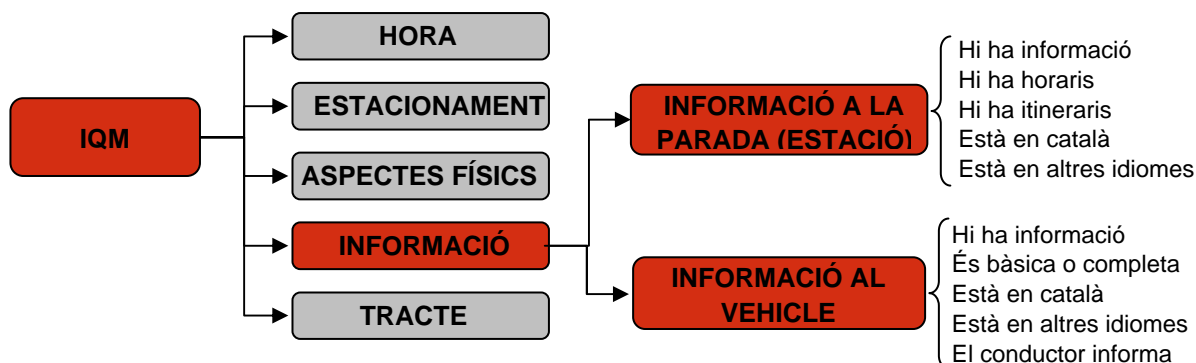 IQM
HORA
ESTACIONAMENT
ASPECTES FÍSICS
INFORMACIÓ
TRACTE
INFORMACIÓ A LA
PARADA (ESTACIÓ)
Hi ha informació
Hi ha horaris
Hi ha itineraris
Està en català
Està en altres idiomes
INFORMACIÓ AL
VEHICLE
Hi ha informació
És bàsica o completa
Està en català
Està en altres idiomes
El conductor informa